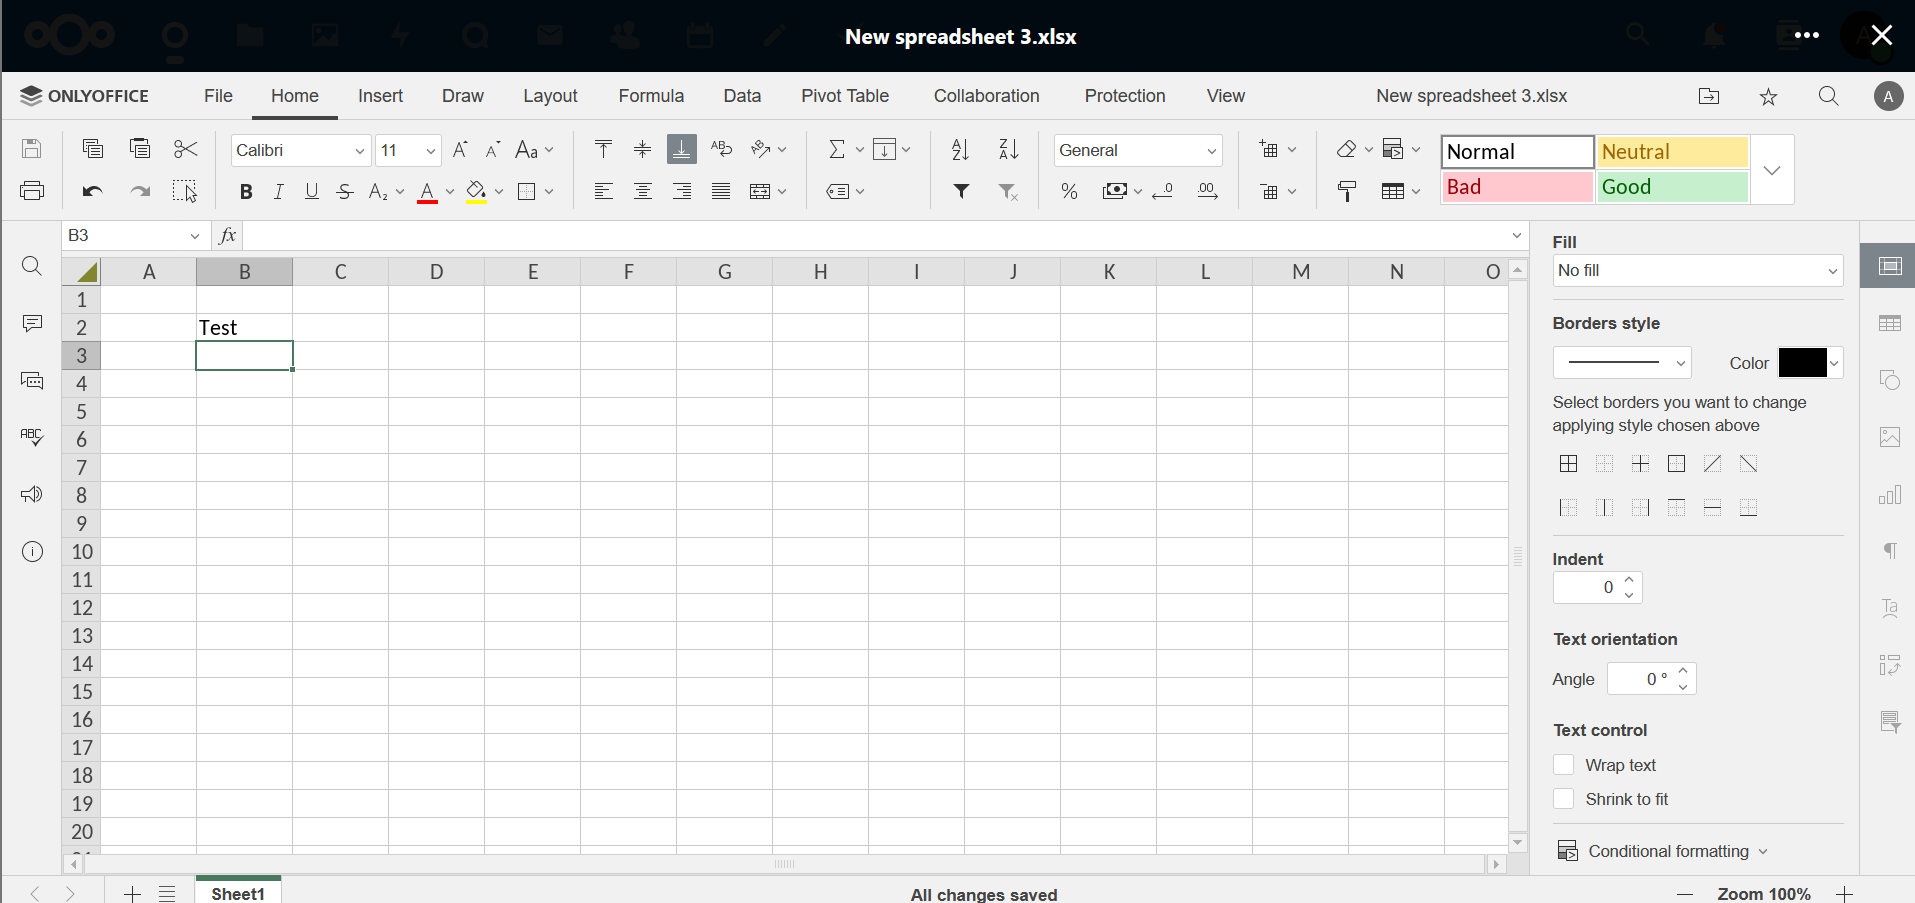 New spreadsheet 3.xlsx
ONLYOFFICE File Home Insert Draw Layout Formula Data Pivot Table Collaboration Protection View New spreadsheet 3.xlsx A
Calibri 11 Aa General Normal Neutral
B I U S A₂ A % .0 .00 Bad Good
B3 fx
A B C D E F G H I J K L M N O
1
2 Test
3
4
5
6
7
8
9
10
11
12
13
14
15
16
17
18
19
20
Fill
No fill
Borders style
Color
Select borders you want to change
applying style chosen above
Indent
0
Text orientation
Angle 0 °
Text control
Wrap text
Shrink to fit
Conditional formatting
Sheet1 All changes saved Zoom 100%